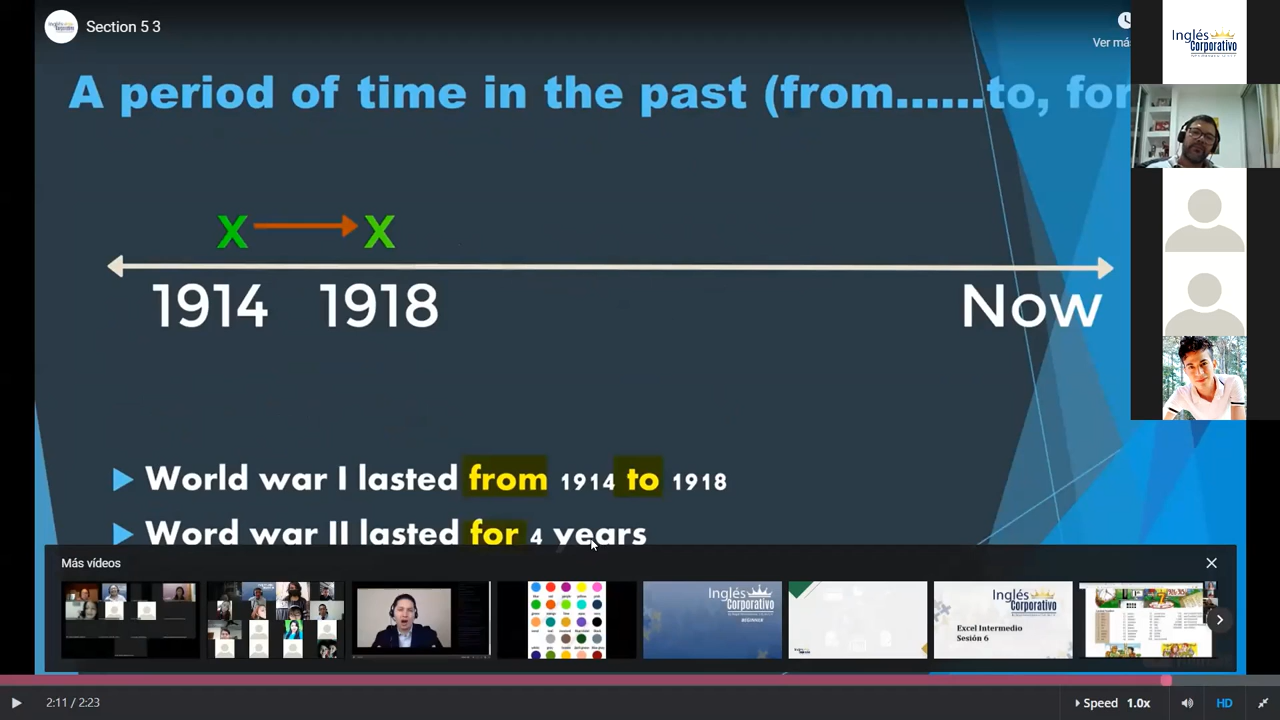 Section 5 3
Ver más
Inglés
Corporativo
A period of time in the past (from......to, for
X X
1914 1918 Now
World war I lasted from 1914 to 1918
Word war II lasted for 4 years
Más vídeos
Inglés
Corporativo
BEGINNER
Inglés
Corporativo
Excel Intermedio
Sesión 6
2:11 / 2:23
Speed 1.0x
HD